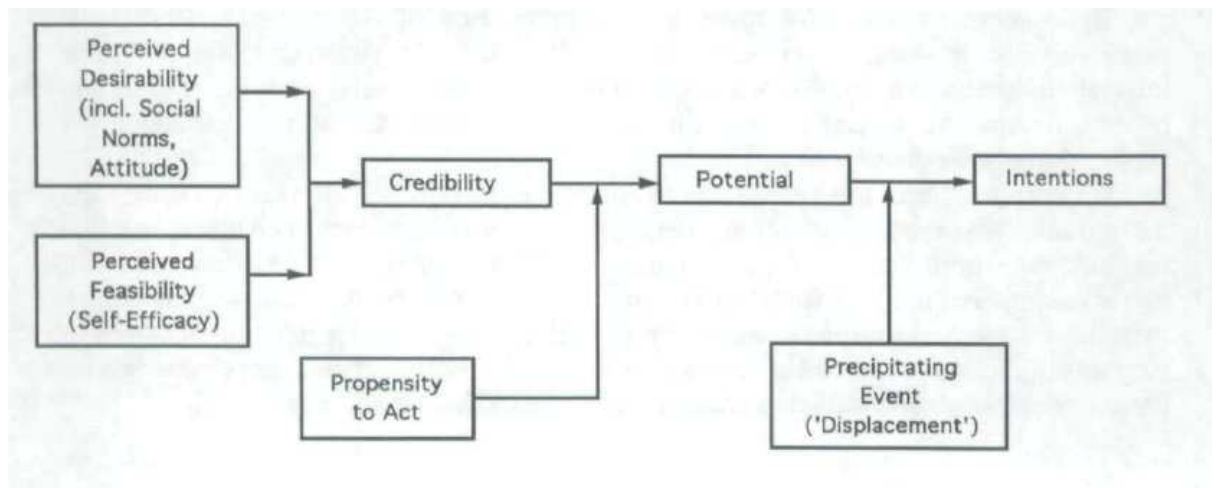 Perceived
Desirability
(incl. Social
Norms,
Attitude)
Credibility
Potential
Intentions
Perceived
Feasibility
(Self-Efficacy)
Propensity
to Act
Precipitating
Event
('Displacement')